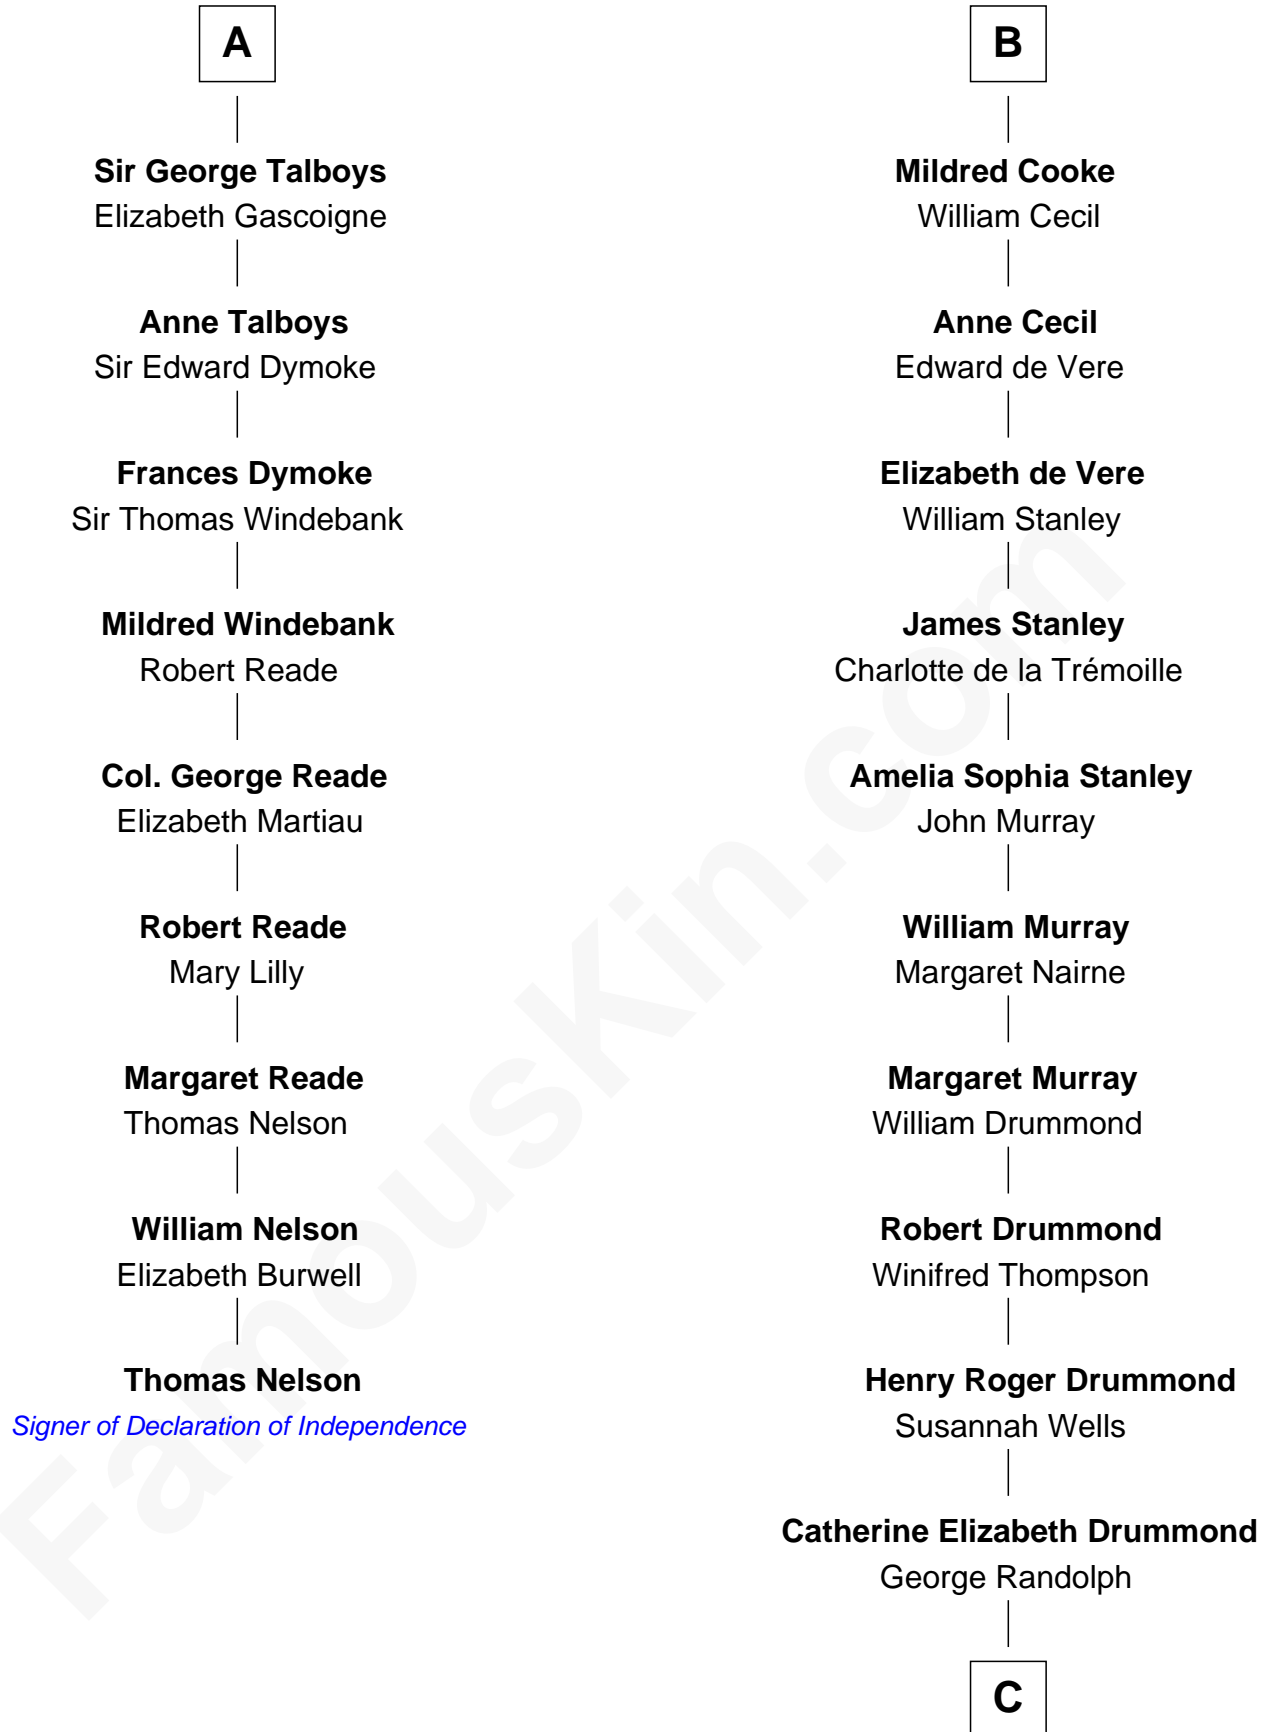 A
Sir George Talboys
Elizabeth Gascoigne
Anne Talboys
Sir Edward Dymoke
Frances Dymoke
Sir Thomas Windebank
Mildred Windebank
Robert Reade
Col. George Reade
Elizabeth Martiau
Robert Reade
Mary Lilly
Margaret Reade
Thomas Nelson
William Nelson
Elizabeth Burwell
Thomas Nelson
Signer of Declaration of Independence
B
Mildred Cooke
William Cecil
Anne Cecil
Edward de Vere
Elizabeth de Vere
William Stanley
James Stanley
Charlotte de la Trémoille
Amelia Sophia Stanley
John Murray
William Murray
Margaret Nairne
Margaret Murray
William Drummond
Robert Drummond
Winifred Thompson
Henry Roger Drummond
Susannah Wells
Catherine Elizabeth Drummond
George Randolph
C
FamousKin.com